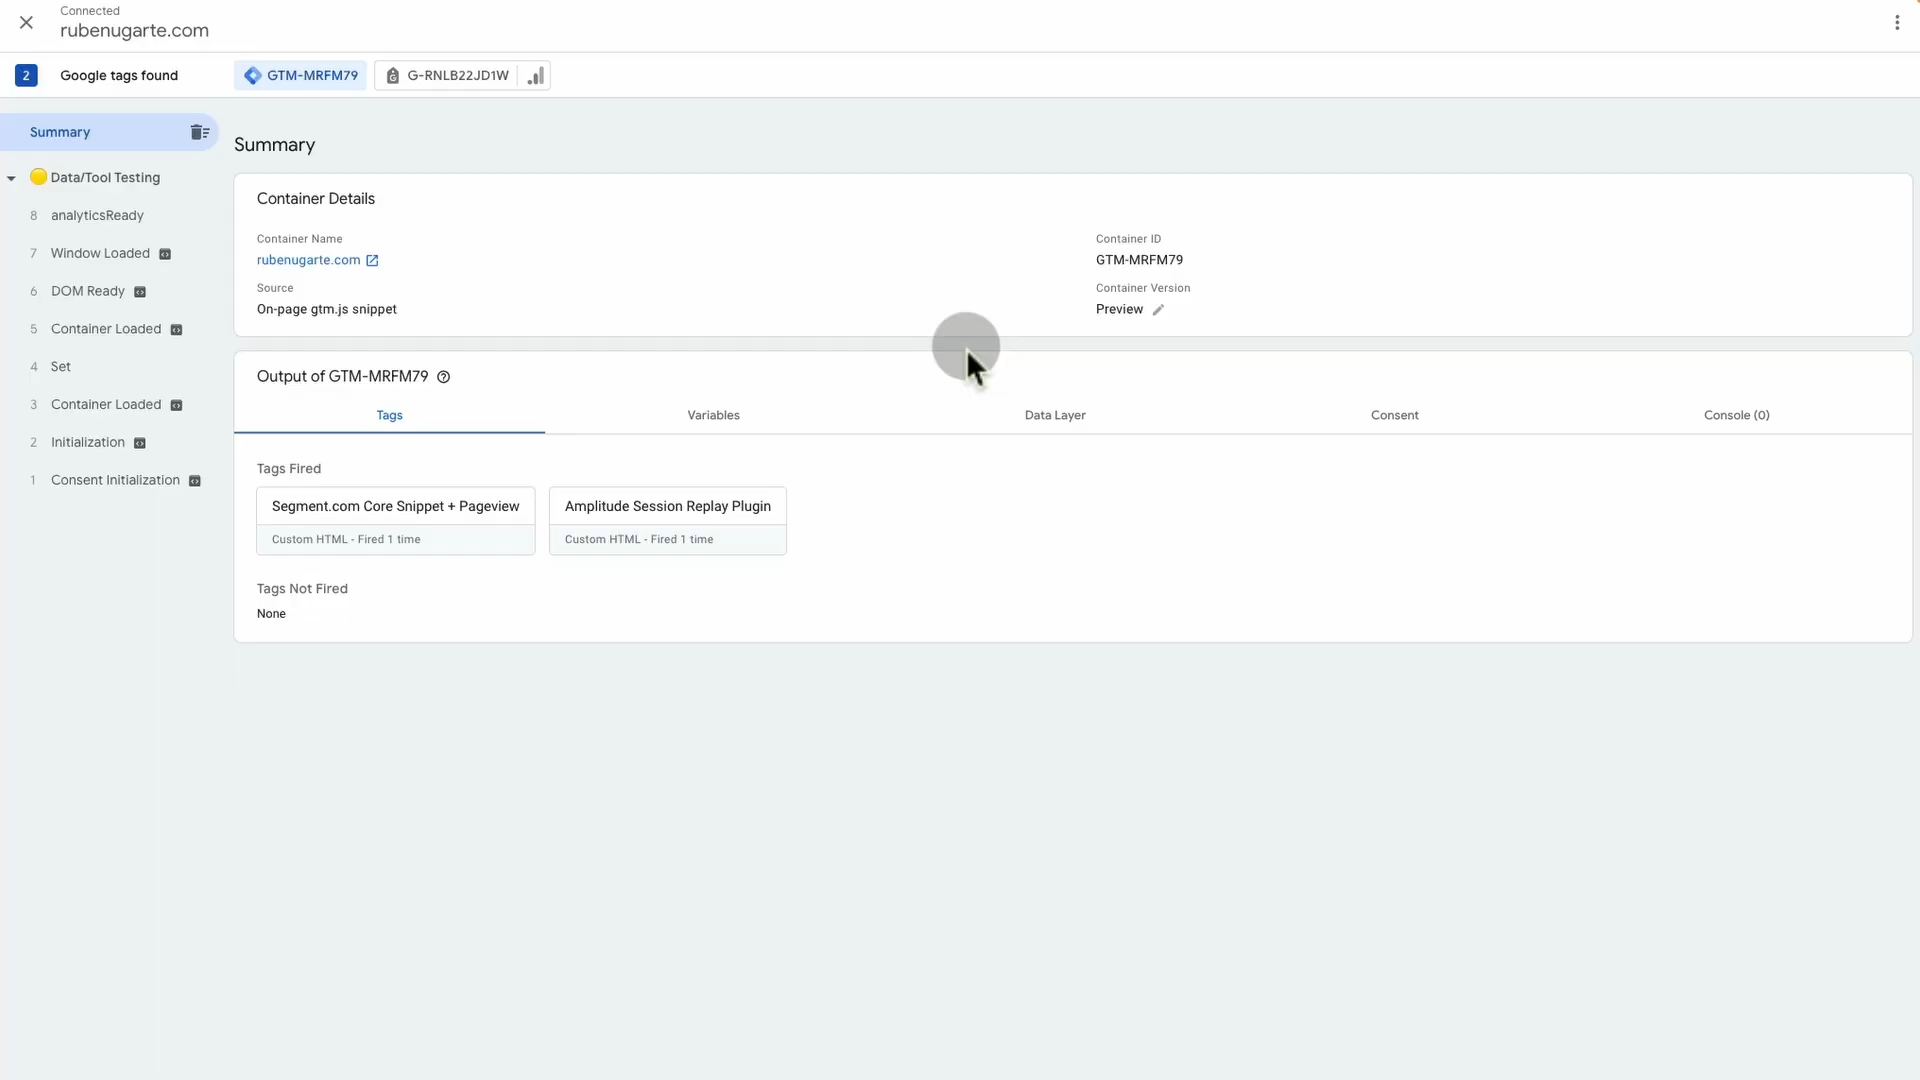 Connected
rubenugarte.com
2 Google tags found GTM-MRFM79 G-RNLB22JD1W
Summary
Data/Tool Testing
8 analyticsReady
7 Window Loaded
6 DOM Ready
5 Container Loaded
4 Set
3 Container Loaded
2 Initialization
1 Consent Initialization
Summary
Container Details
Container Name
rubenugarte.com
Container ID
GTM-MRFM79
Source
On-page gtm.js snippet
Container Version
Preview
Output of GTM-MRFM79
Tags Variables Data Layer Consent Console (0)
Tags Fired
Segment.com Core Snippet + Pageview
Custom HTML - Fired 1 time
Amplitude Session Replay Plugin
Custom HTML - Fired 1 time
Tags Not Fired
None